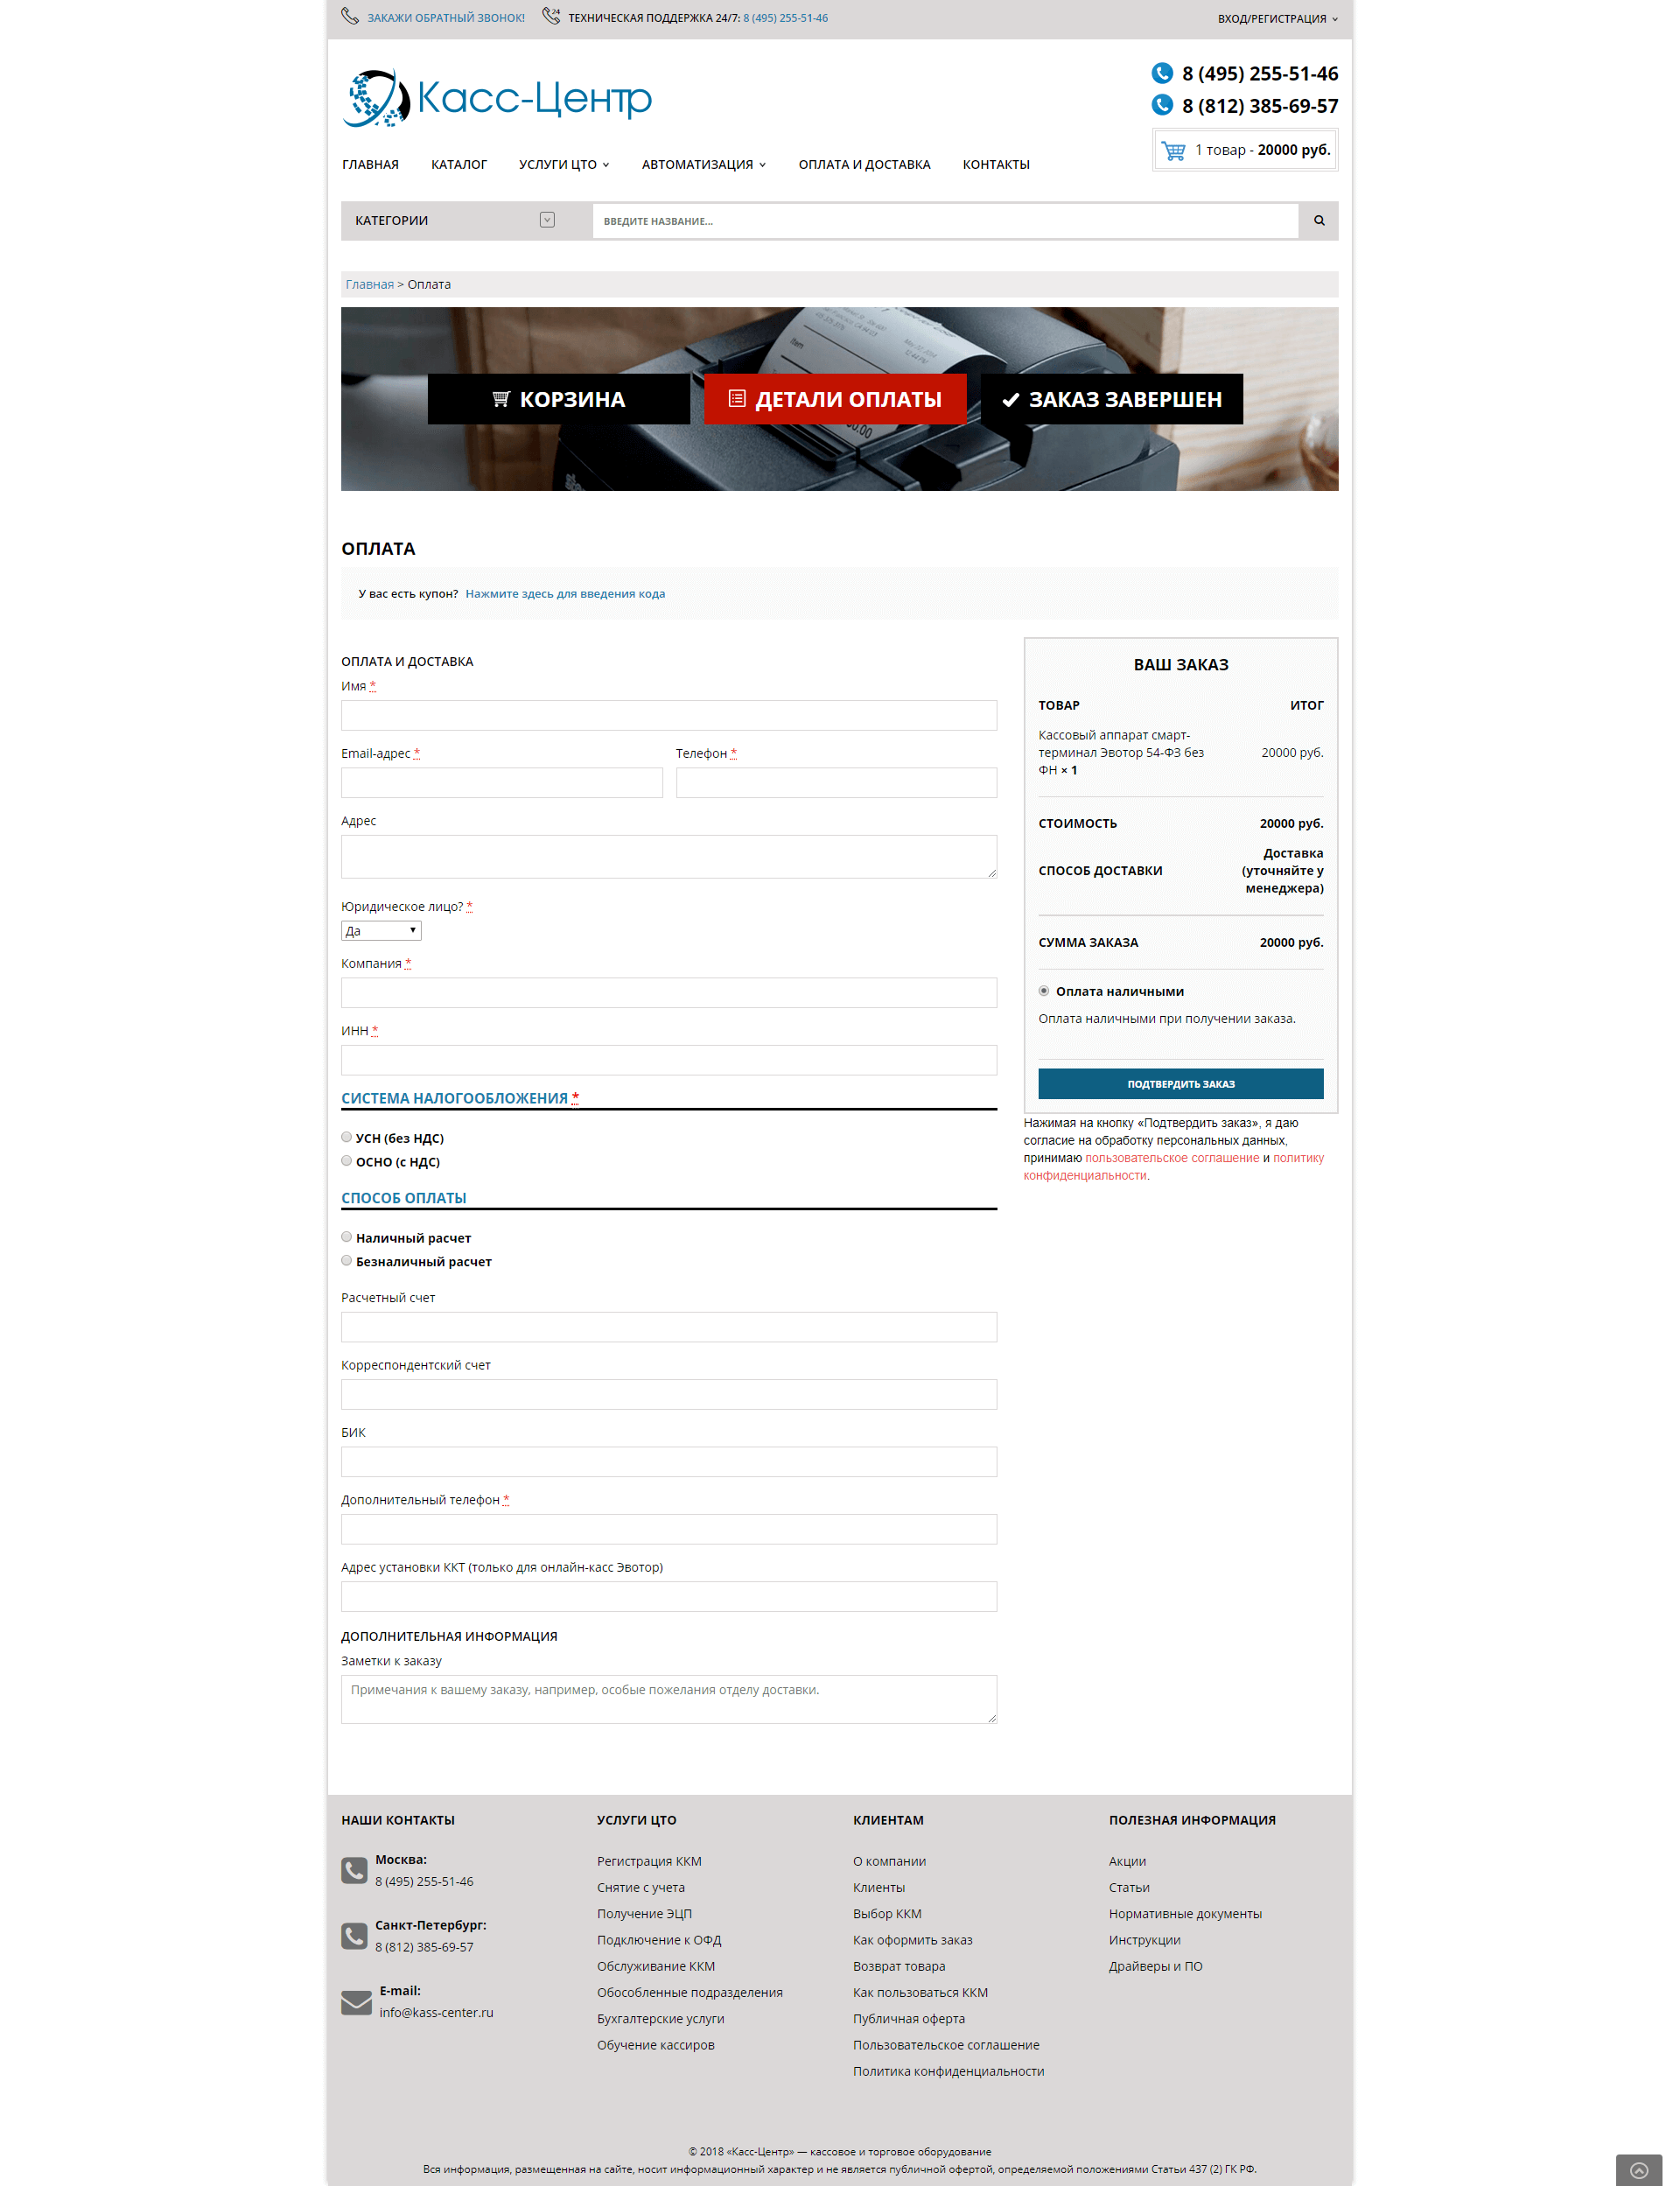 ЗАКАЖИ ОБРАТНЫЙ ЗВОНОК!
24
ТЕХНИЧЕСКАЯ ПОДДЕРЖКА 24/7: 8 (495) 255-51-46
ВХОД/РЕГИСТРАЦИЯ
Касс-Центр
8 (495) 255-51-46
8 (812) 385-69-57
1 товар - 20000 руб.
ГЛАВНАЯ
КАТАЛОГ
УСЛУГИ ЦТО
АВТОМАТИЗАЦИЯ
ОПЛАТА И ДОСТАВКА
КОНТАКТЫ
КАТЕГОРИИ
ВВЕДИТЕ НАЗВАНИЕ...
Главная > Оплата
Item
КОРЗИНА
ДЕТАЛИ ОПЛАТЫ
ЗАКАЗ ЗАВЕРШЕН
ОПЛАТА
У вас есть купон? Нажмите здесь для введения кода
ОПЛАТА И ДОСТАВКА
Имя *
Email-адрес *
Телефон *
Адрес
Юридическое лицо? *
Да
Компания *
ИНН *
СИСТЕМА НАЛОГООБЛОЖЕНИЯ *
УСН (без НДС)
ОСНО (с НДС)
СПОСОБ ОПЛАТЫ
Наличный расчет
Безналичный расчет
Расчетный счет
Корреспондентский счет
БИК
Дополнительный телефон *
Адрес установки ККТ (только для онлайн-касс Эвотор)
ДОПОЛНИТЕЛЬНАЯ ИНФОРМАЦИЯ
Заметки к заказу
Примечания к вашему заказу, например, особые пожелания отделу доставки.
ВАШ ЗАКАЗ
ТОВАР
ИТОГ
Кассовый аппарат смарт-
терминал Эвотор 54-ФЗ без
ФН × 1
20000 руб.
СТОИМОСТЬ
20000 руб.
СПОСОБ ДОСТАВКИ
Доставка
(уточняйте у
менеджера)
СУММА ЗАКАЗА
20000 руб.
Оплата наличными
Оплата наличными при получении заказа.
ПОДТВЕРДИТЬ ЗАКАЗ
Нажимая на кнопку «Подтвердить заказ», я даю
согласие на обработку персональных данных,
принимаю пользовательское соглашение и политику
конфиденциальности.
НАШИ КОНТАКТЫ
Москва:
8 (495) 255-51-46
Санкт-Петербург:
8 (812) 385-69-57
E-mail:
info@kass-center.ru
УСЛУГИ ЦТО
Регистрация ККМ
Снятие с учета
Получение ЭЦП
Подключение к ОФД
Обслуживание ККМ
Обособленные подразделения
Бухгалтерские услуги
Обучение кассиров
КЛИЕНТАМ
О компании
Клиенты
Выбор ККМ
Как оформить заказ
Возврат товара
Как пользоваться ККМ
Публичная оферта
Пользовательское соглашение
Политика конфиденциальности
ПОЛЕЗНАЯ ИНФОРМАЦИЯ
Акции
Статьи
Нормативные документы
Инструкции
Драйверы и ПО
© 2018 «Касс-Центр» — кассовое и торговое оборудование
Вся информация, размещенная на сайте, носит информационный характер и не является публичной офертой, определяемой положениями Статьи 437 (2) ГК РФ.